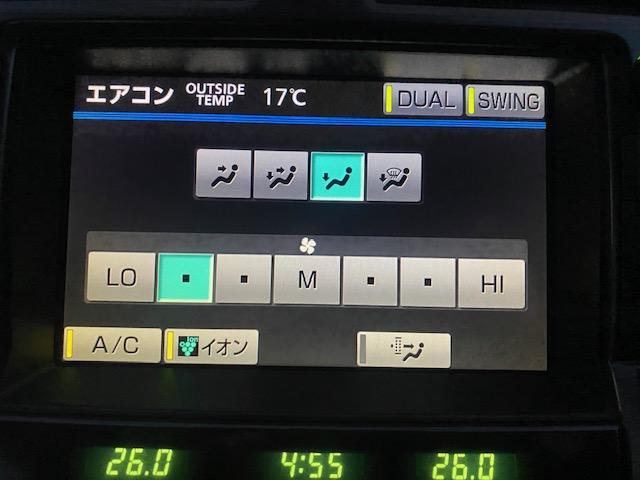 エアコン OUTSIDE TEMP 17℃ DUAL SWING
LO M HI
A/C Ion イオン
26.0 4:55 26.0